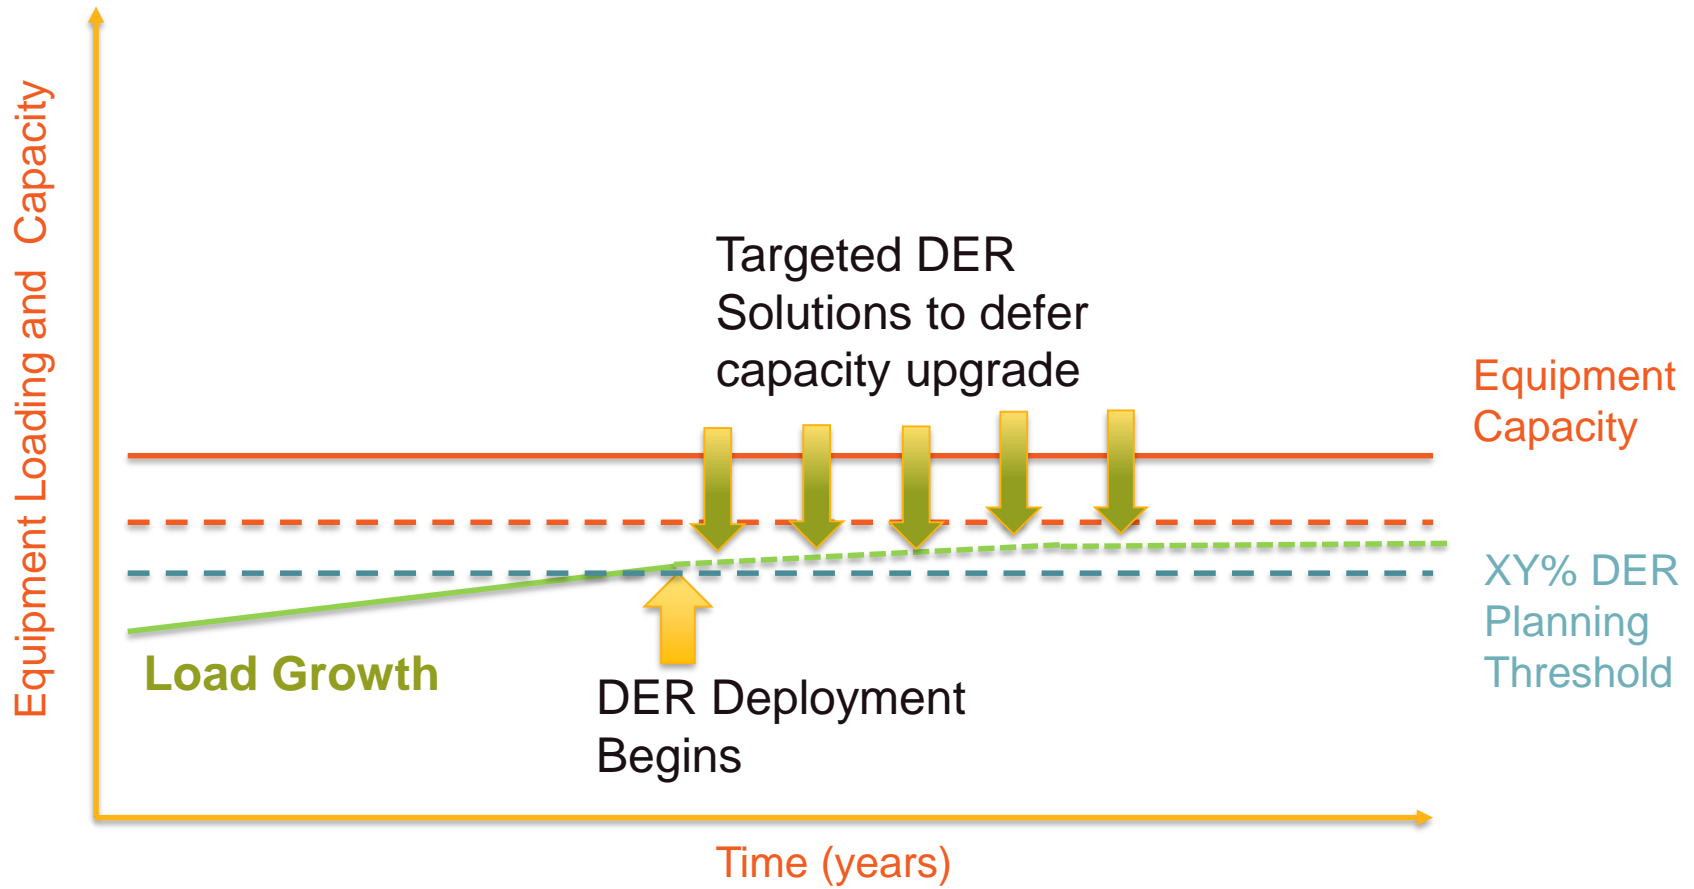 Equipment Loading and  Capacity
Targeted DER
Solutions to defer
capacity upgrade
Equipment
Capacity
XY% DER
Planning
Threshold
Load Growth
DER Deployment
Begins
Time (years)